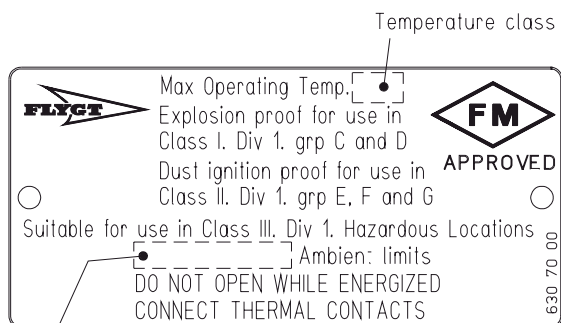 Temperature class
Max Operating Temp.
FLYGT
Explosion proof for use in
Class I. Div 1. grp C and D
FM
APPROVED
Dust ignition proof for use in
Class II. Div 1. grp E, F and G
Suitable for use in Class III. Div 1. Hazardous Locations
Ambient limits
DO NOT OPEN WHILE ENERGIZED
CONNECT THERMAL CONTACTS
630 70 00